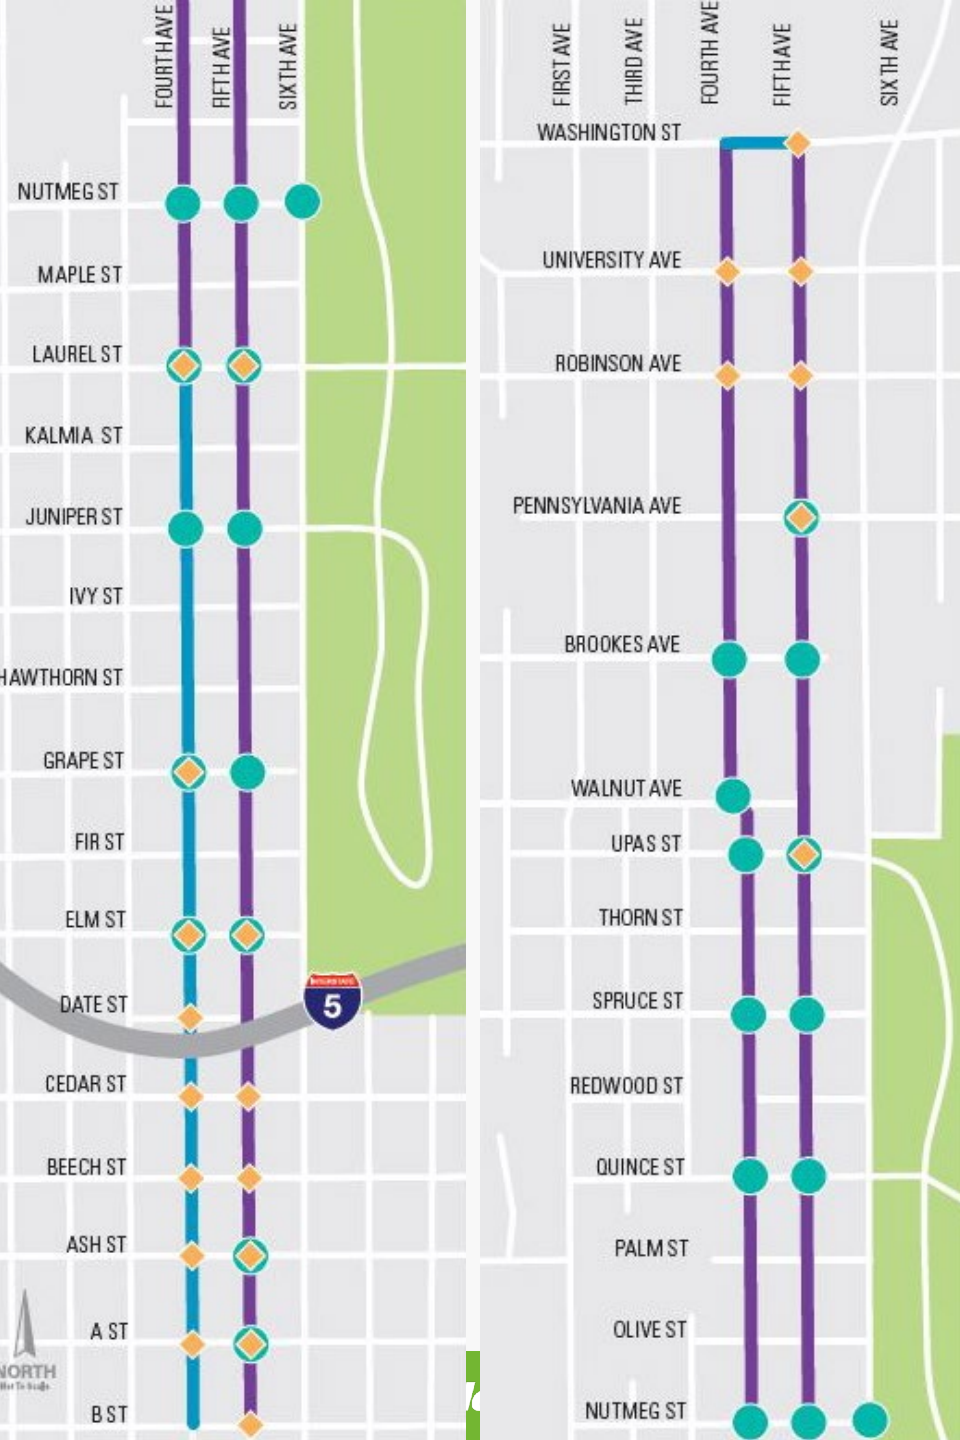 FOURTH AVE
FIFTH AVE
SIXTH AVE
NUTMEG ST
MAPLE ST
LAUREL ST
KALMIA ST
JUNIPER ST
IVY ST
HAWTHORN ST
GRAPE ST
FIR ST
ELM ST
INTERSTATE
5
DATE ST
CEDAR ST
BEECH ST
ASH ST
A ST
NORTH
Not To Scale
B ST
FIRST AVE
THIRD AVE
FOURTH AVE
FIFTH AVE
SIXTH AVE
WASHINGTON ST
UNIVERSITY AVE
ROBINSON AVE
PENNSYLVANIA AVE
BROOKES AVE
WALNUT AVE
UPAS ST
THORN ST
SPRUCE ST
REDWOOD ST
QUINCE ST
PALM ST
OLIVE ST
NUTMEG ST